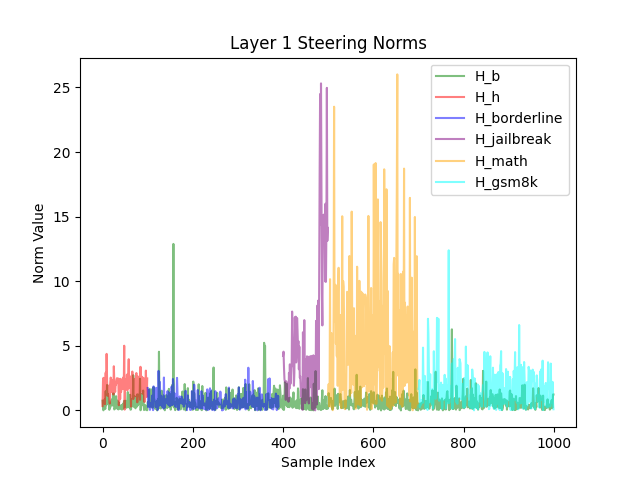 Layer 1 Steering Norms
H_b
H_h
H_borderline
H_jailbreak
H_math
H_gsm8k
Norm Value
25
20
15
10
5
0
0 200 400 600 800 1000
Sample Index